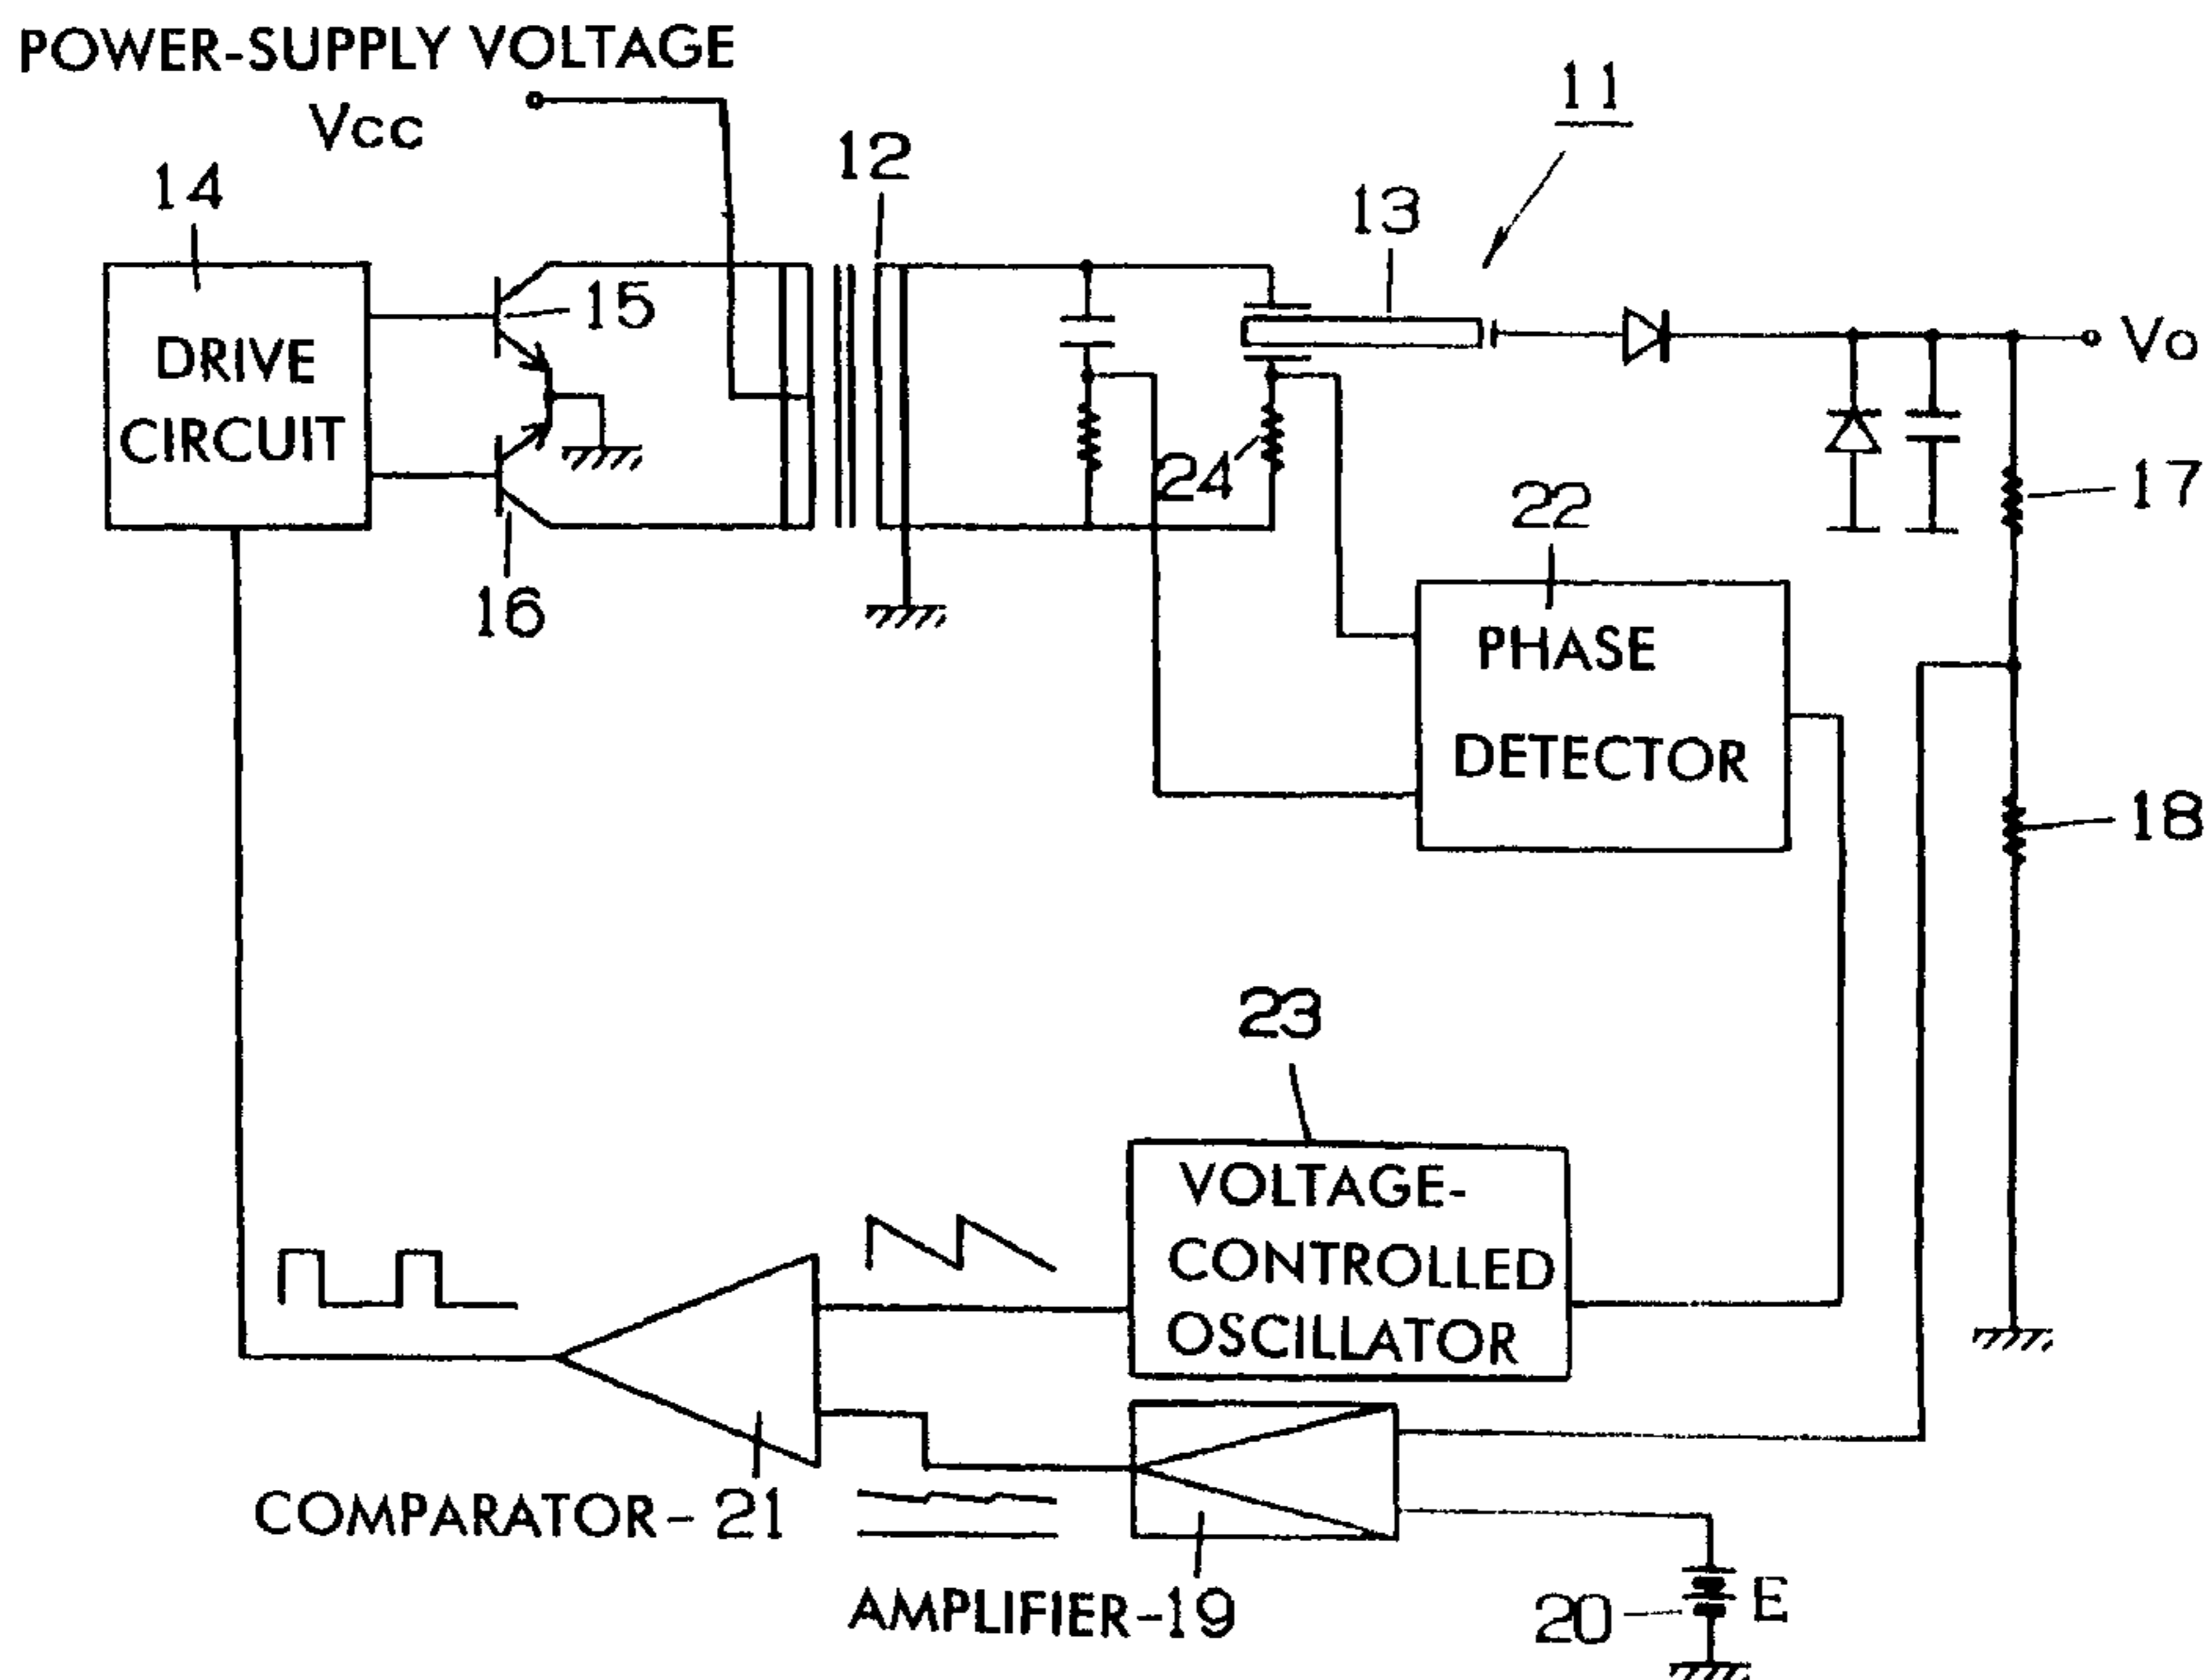 POWER-SUPPLY VOLTAGE
Vcc
11
12
14
13
15
DRIVE
CIRCUIT
Vo
24
17
22
16
PHASE
DETECTOR
18
23
VOLTAGE-
CONTROLLED
OSCILLATOR
COMPARATOR-21
AMPLIFIER-19
20
E